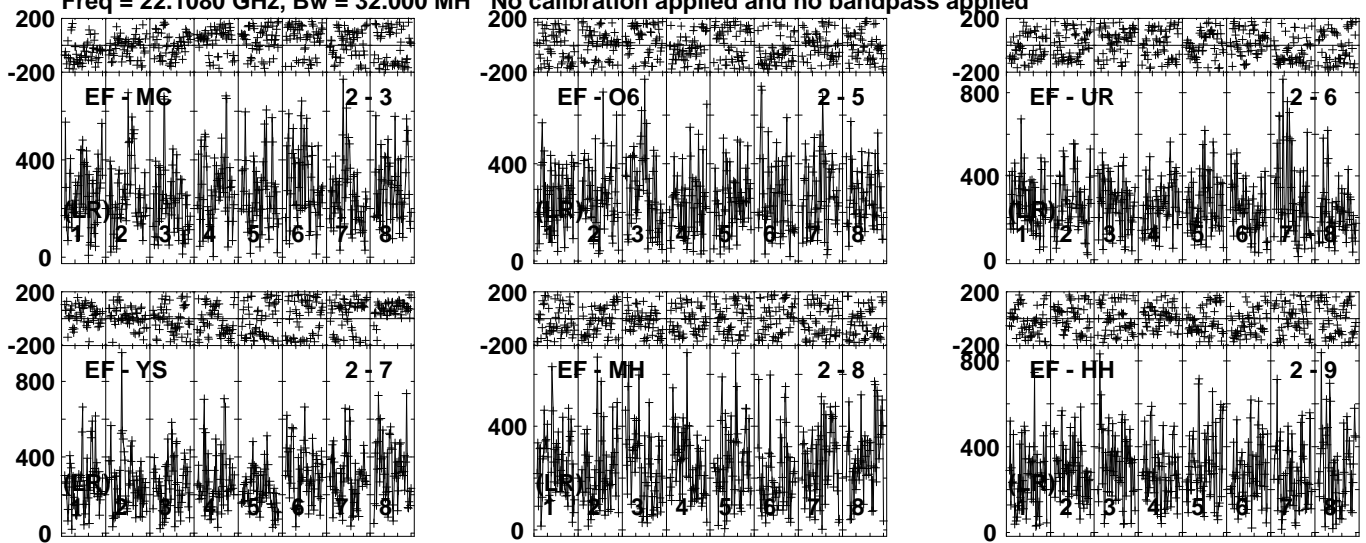 Freq = 22.1080 GHz, Bw = 32.000 MH No calibration applied and no bandpass applied
200
-200
EF - MC 2 - 3
400
(LR)
1 2 3 4 5 6 7 8
0
200
-200
EF - O6 2 - 5
400
(LR)
1 2 3 4 5 6 7 8
0
200
-200
800
EF - UR 2 - 6
400
(LR)
1 2 3 4 5 6 7 8
0
200
-200
EF - YS 2 - 7
800
400
(LR)
1 2 3 4 5 6 7 8
0
200
-200
EF - MH 2 - 8
400
(LR)
1 2 3 4 5 6 7 8
0
200
-200
800
EF - HH 2 - 9
400
(LR)
1 2 3 4 5 6 7 8
0